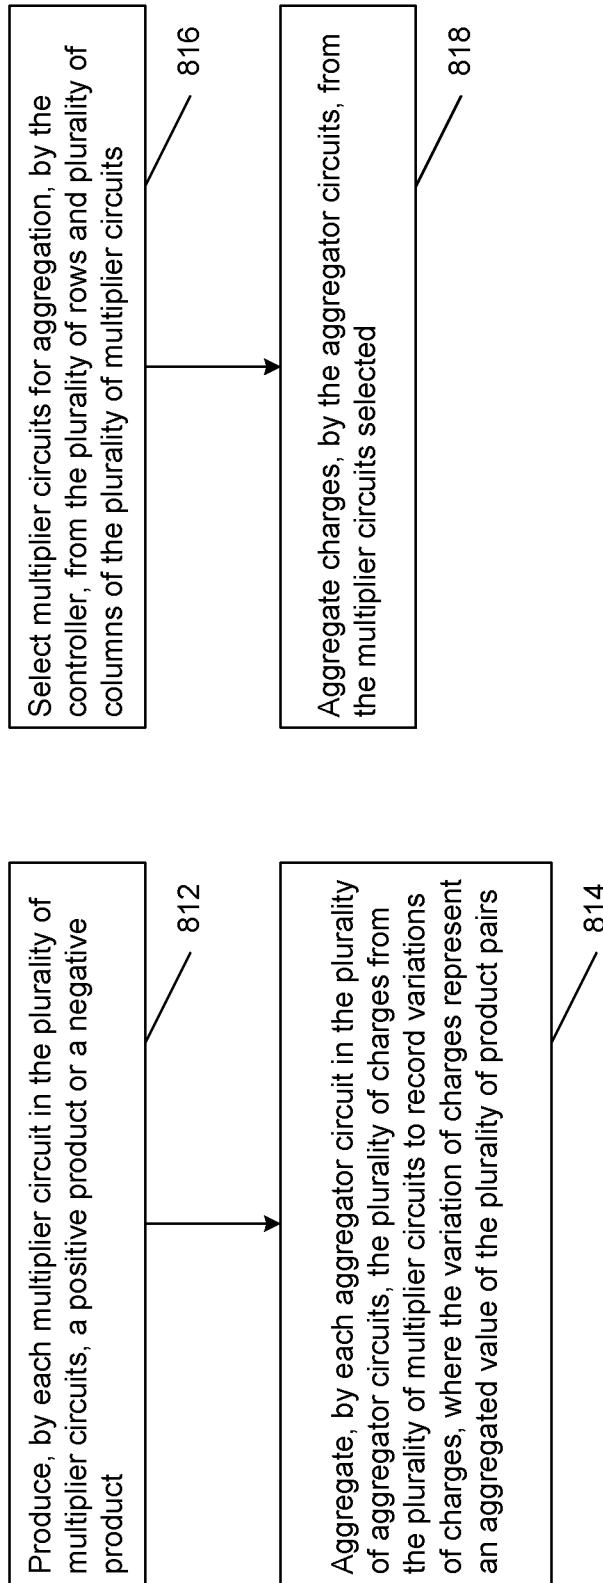 Produce, by each multiplier circuit in the plurality of
multiplier circuits, a positive product or a negative
product
812
Aggregate, by each aggregator circuit in the plurality
of aggregator circuits, the plurality of charges from
the plurality of multiplier circuits to record variations
of charges, where the variation of charges represent
an aggregated value of the plurality of product pairs
814
Select multiplier circuits for aggregation, by the
controller, from the plurality of rows and plurality of
columns of the plurality of multiplier circuits
816
Aggregate charges, by the aggregator circuits, from
the multiplier circuits selected
818